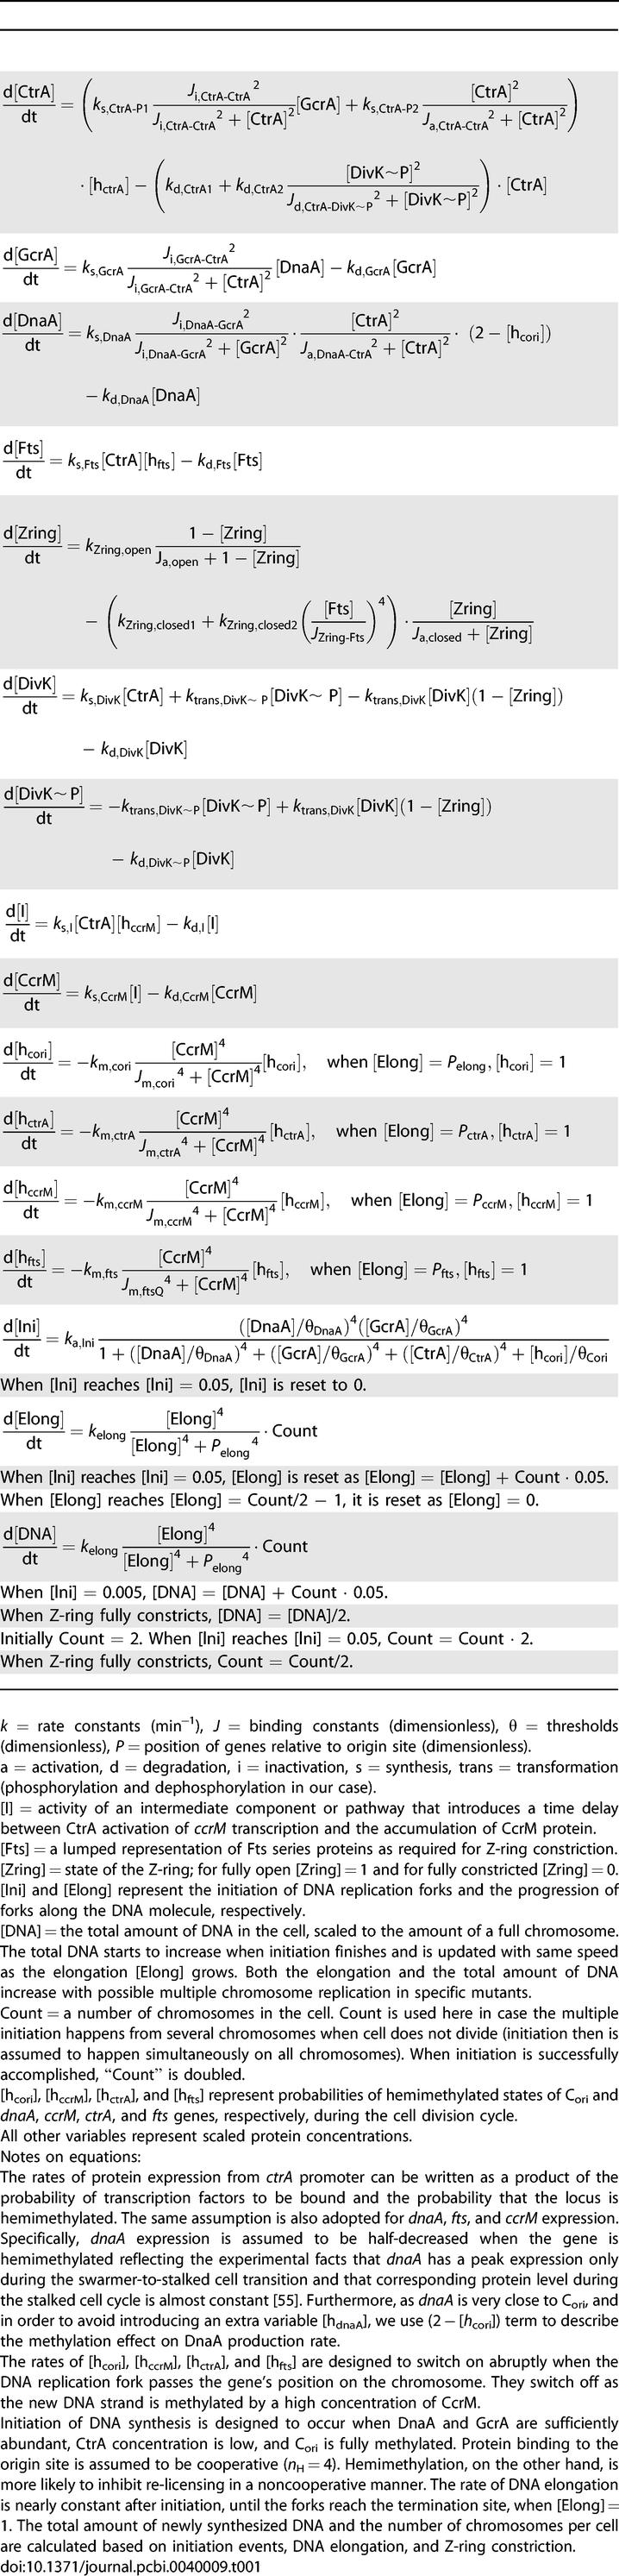 d[CtrA]/dt = (k_s,CtrA-P1 J_i,CtrA-CtrA^2/(J_i,CtrA-CtrA^2 + [CtrA]^2)[GcrA] + k_s,CtrA-P2 [CtrA]^2/(J_a,CtrA-CtrA^2 + [CtrA]^2))
· [h_ctrA] − (k_d,CtrA1 + k_d,CtrA2 [DivK~P]^2/(J_d,CtrA-DivK~P^2 + [DivK~P]^2)) · [CtrA]
d[GcrA]/dt = k_s,GcrA J_i,GcrA-CtrA^2/(J_i,GcrA-CtrA^2 + [CtrA]^2) [DnaA] − k_d,GcrA[GcrA]
d[DnaA]/dt = k_s,DnaA J_i,DnaA-GcrA^2/(J_i,DnaA-GcrA^2 + [GcrA]^2) · [CtrA]^2/(J_a,DnaA-CtrA^2 + [CtrA]^2) · (2 − [h_cori])
− k_d,DnaA[DnaA]
d[Fts]/dt = k_s,Fts[CtrA][h_fts] − k_d,Fts[Fts]
d[Zring]/dt = k_Zring,open (1 − [Zring])/(J_a,open + 1 − [Zring])
− (k_Zring,closed1 + k_Zring,closed2([Fts]/J_Zring-Fts)^4) · [Zring]/(J_a,closed + [Zring])
d[DivK]/dt = k_s,DivK[CtrA] + k_trans,DivK~P[DivK~ P] − k_trans,DivK[DivK](1 − [Zring])
− k_d,DivK[DivK]
d[DivK~ P]/dt = −k_trans,DivK~P[DivK~P] + k_trans,DivK[DivK](1 − [Zring])
− k_d,DivK~P[DivK]
d[I]/dt = k_s,I[CtrA][h_ccrM] − k_d,I[I]
d[CcrM]/dt = k_s,CcrM[I] − k_d,CcrM[CcrM]
d[h_cori]/dt = −k_m,cori [CcrM]^4/(J_m,cori^4 + [CcrM]^4)[h_cori], when [Elong] = P_elong, [h_cori] = 1
d[h_ctrA]/dt = −k_m,ctrA [CcrM]^4/(J_m,ctrA^4 + [CcrM]^4)[h_ctrA], when [Elong] = P_ctrA, [h_ctrA] = 1
d[h_ccrM]/dt = −k_m,ccrM [CcrM]^4/(J_m,ccrM^4 + [CcrM]^4)[h_ccrM], when [Elong] = P_ccrM, [h_ccrM] = 1
d[h_fts]/dt = −k_m,fts [CcrM]^4/(J_m,ftsQ^4 + [CcrM]^4)[h_fts], when [Elong] = P_fts, [h_fts] = 1
d[Ini]/dt = k_a,Ini ([DnaA]/θ_DnaA)^4([GcrA]/θ_GcrA)^4/(1 + ([DnaA]/θ_DnaA)^4 + ([GcrA]/θ_GcrA)^4 + ([CtrA]/θ_CtrA)^4 + [h_cori]/θ_Cori)
When [Ini] reaches [Ini] = 0.05, [Ini] is reset to 0.
d[Elong]/dt = k_elong [Elong]^4/([Elong]^4 + P_elong^4) · Count
When [Ini] reaches [Ini] = 0.05, [Elong] is reset as [Elong] = [Elong] + Count · 0.05.
When [Elong] reaches [Elong] = Count/2 − 1, it is reset as [Elong] = 0.
d[DNA]/dt = k_elong [Elong]^4/([Elong]^4 + P_elong^4) · Count
When [Ini] = 0.005, [DNA] = [DNA] + Count · 0.05.
When Z-ring fully constricts, [DNA] = [DNA]/2.
Initially Count = 2. When [Ini] reaches [Ini] = 0.05, Count = Count · 2.
When Z-ring fully constricts, Count = Count/2.
k = rate constants (min⁻¹), J = binding constants (dimensionless), θ = thresholds
(dimensionless), P = position of genes relative to origin site (dimensionless).
a = activation, d = degradation, i = inactivation, s = synthesis, trans = transformation
(phosphorylation and dephosphorylation in our case).
[I] = activity of an intermediate component or pathway that introduces a time delay
between CtrA activation of ccrM transcription and the accumulation of CcrM protein.
[Fts] = a lumped representation of Fts series proteins as required for Z-ring constriction.
[Zring] = state of the Z-ring; for fully open [Zring] = 1 and for fully constricted [Zring] = 0.
[Ini] and [Elong] represent the initiation of DNA replication forks and the progression of
forks along the DNA molecule, respectively.
[DNA] = the total amount of DNA in the cell, scaled to the amount of a full chromosome.
The total DNA starts to increase when initiation finishes and is updated with same speed
as the elongation [Elong] grows. Both the elongation and the total amount of DNA
increase with possible multiple chromosome replication in specific mutants.
Count = a number of chromosomes in the cell. Count is used here in case the multiple
initiation happens from several chromosomes when cell does not divide (initiation then is
assumed to happen simultaneously on all chromosomes). When initiation is successfully
accomplished, “Count” is doubled.
[h_cori], [h_ccrM], [h_ctrA], and [h_fts] represent probabilities of hemimethylated states of C_ori and
dnaA, ccrM, ctrA, and fts genes, respectively, during the cell division cycle.
All other variables represent scaled protein concentrations.
Notes on equations:
The rates of protein expression from ctrA promoter can be written as a product of the
probability of transcription factors to be bound and the probability that the locus is
hemimethylated. The same assumption is also adopted for dnaA, fts, and ccrM expression.
Specifically, dnaA expression is assumed to be half-decreased when the gene is
hemimethylated reflecting the experimental facts that dnaA has a peak expression only
during the swarmer-to-stalked cell transition and that corresponding protein level during
the stalked cell cycle is almost constant [55]. Furthermore, as dnaA is very close to C_ori, and
in order to avoid introducing an extra variable [h_dnaA], we use (2 − [h_cori]) term to describe
the methylation effect on DnaA production rate.
The rates of [h_cori], [h_ccrM], [h_ctrA], and [h_fts] are designed to switch on abruptly when the
DNA replication fork passes the gene’s position on the chromosome. They switch off as
the new DNA strand is methylated by a high concentration of CcrM.
Initiation of DNA synthesis is designed to occur when DnaA and GcrA are sufficiently
abundant, CtrA concentration is low, and C_ori is fully methylated. Protein binding to the
origin site is assumed to be cooperative (n_H = 4). Hemimethylation, on the other hand, is
more likely to inhibit re-licensing in a noncooperative manner. The rate of DNA elongation
is nearly constant after initiation, until the forks reach the termination site, when [Elong] =
1. The total amount of newly synthesized DNA and the number of chromosomes per cell
are calculated based on initiation events, DNA elongation, and Z-ring constriction.
doi:10.1371/journal.pcbi.0040009.t001